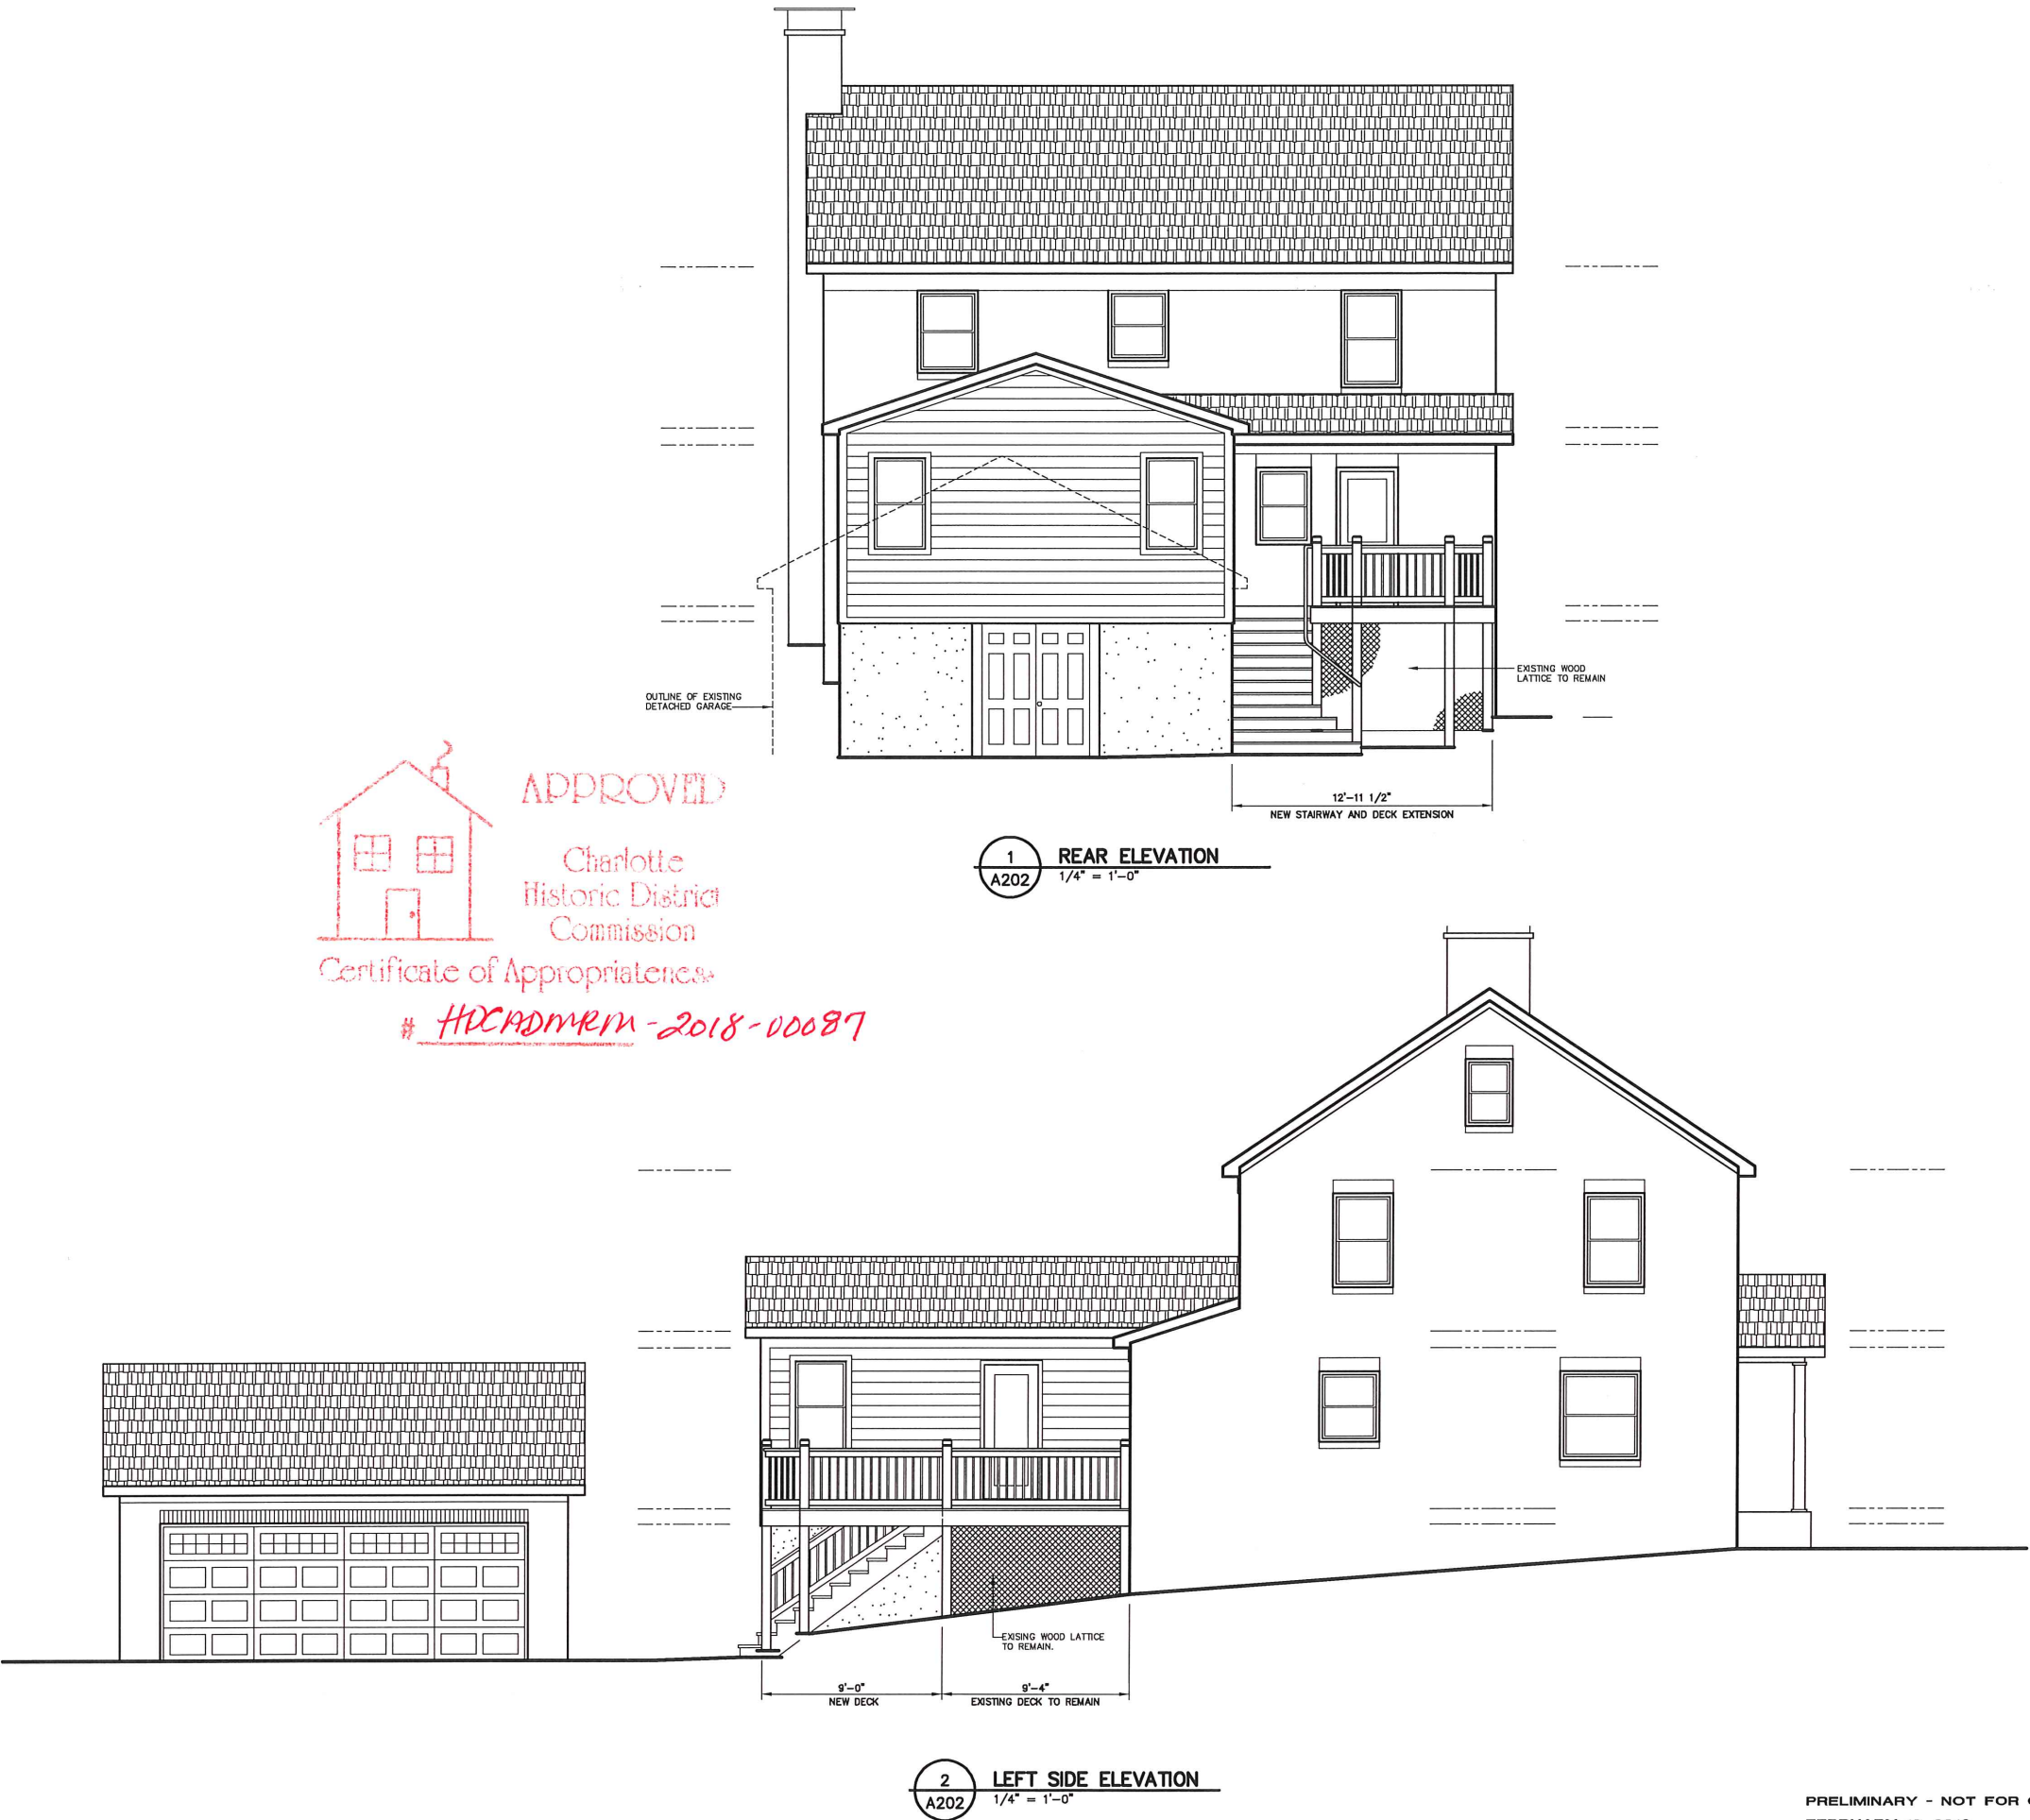 EXISTING WOOD
LATTICE TO REMAIN
OUTLINE OF EXISTING
DETACHED GARAGE
12'-11 1/2"
NEW STAIRWAY AND DECK EXTENSION
1
A202
REAR ELEVATION
1/4" = 1'-0"
APPROVED
Charlotte
Historic District
Commission
Certificate of Appropriateness
# HDCADMRM-2018-00087
EXISING WOOD LATTICE
TO REMAIN.
9'-0"
NEW DECK
9'-4"
EXISTING DECK TO REMAIN
2
A202
LEFT SIDE ELEVATION
1/4" = 1'-0"
PRELIMINARY - NOT FOR